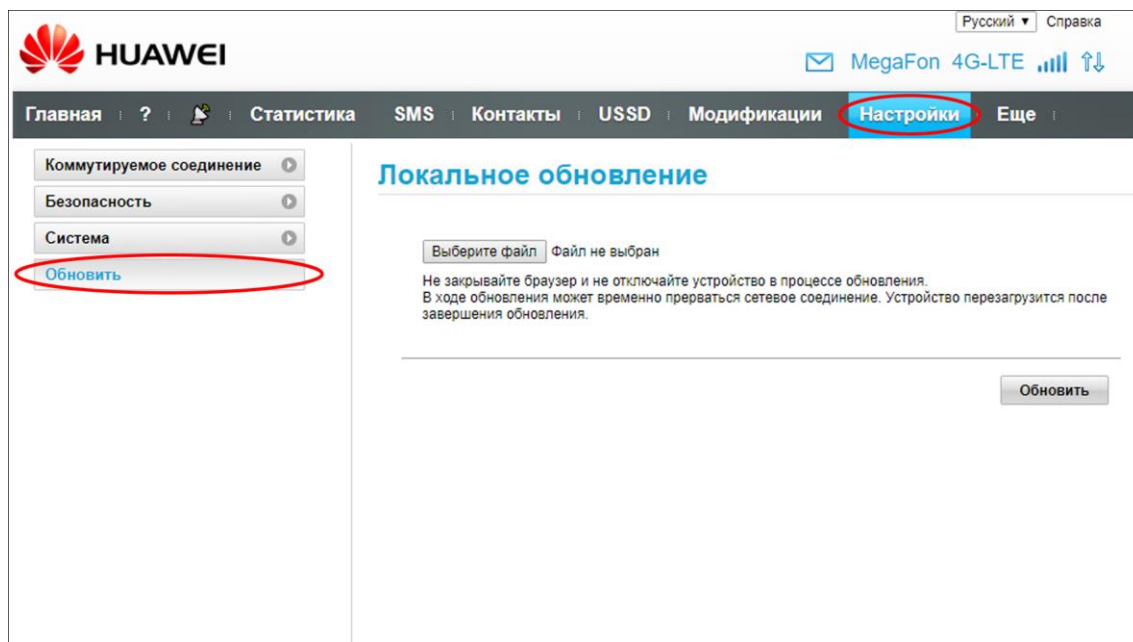 Русский ▼ Справка
HUAWEI
MegaFon 4G-LTE
Главная ? Статистика SMS Контакты USSD Модификации Настройки Еще
Коммутируемое соединение
Безопасность
Система
Обновить
Локальное обновление
Выберите файл Файл не выбран
Не закрывайте браузер и не отключайте устройство в процессе обновления.
В ходе обновления может временно прерваться сетевое соединение. Устройство перезагрузится после
завершения обновления.
Обновить